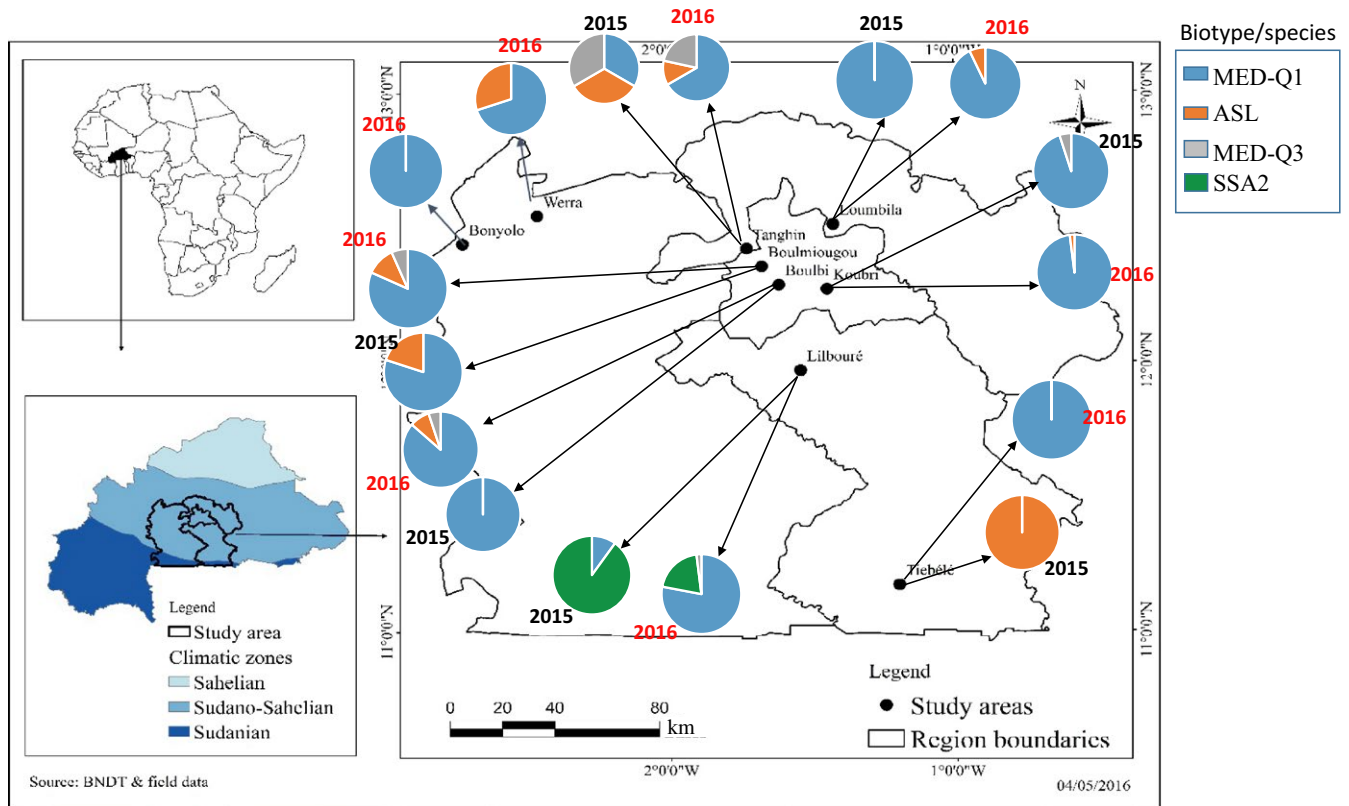 2015
2016
2016
2015
2016
Biotype/species
MED-Q1
ASL
MED-Q3
SSA2
2°0'0"W
1°0'0"W
13°0'0"N
13°0'0"N
N
2016
2015
Werra
Bonyolo
Loumbila
Tanghin
Boulmiougou
Boulbi
Koubri
2016
2016
2015
Lilbouré
12°0'0"N
2016
2016
2015
2015
2015
2016
Tiebélé
11°0'0"N
11°0'0"N
Legend
Study area
Climatic zones
Sahelian
Sudano-Sahelian
Sudanian
Source: BNDT & field data
0 20 40 80
km
Legend
Study areas
Region boundaries
2°0'0"W
1°0'0"W
04/05/2016